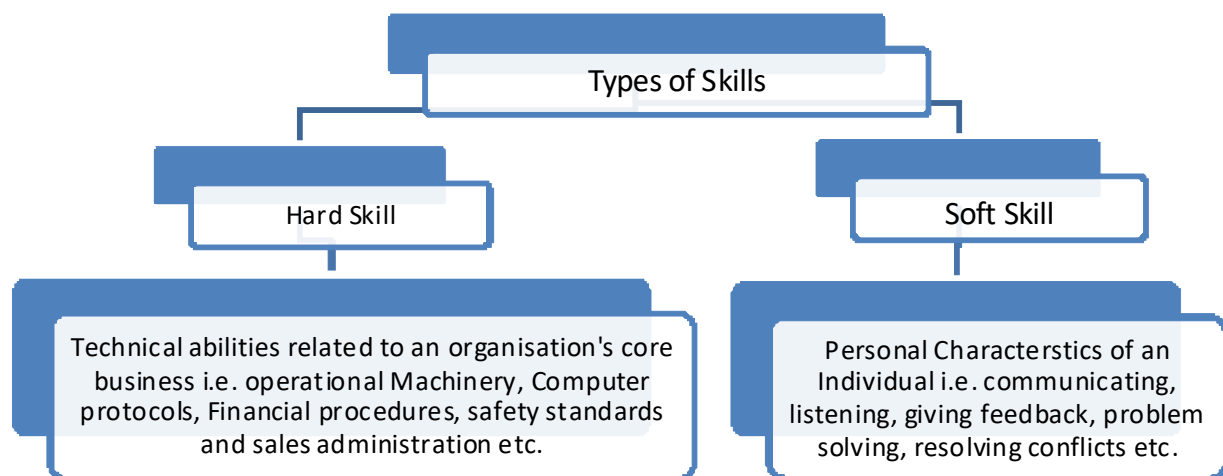 Types of Skills
Hard Skill
Soft Skill
Technical abilities related to an organisation's core
business i.e. operational Machinery, Computer
protocols, Financial procedures, safety standards
and sales administration etc.
Personal Characterstics of an
Individual i.e. communicating,
listening, giving feedback, problem
solving, resolving conflicts etc.